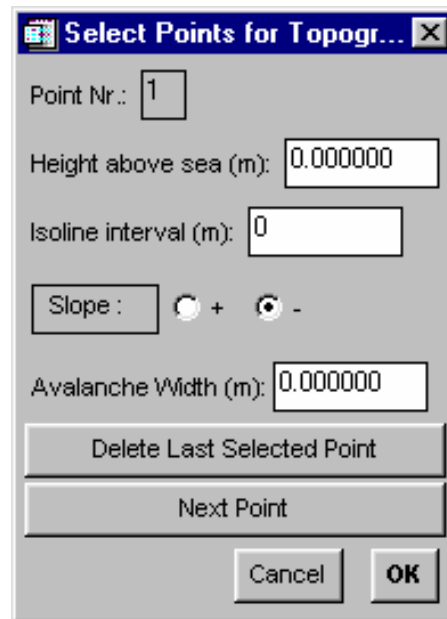 Select Points for Topogr...
Point Nr.: 1
Height above sea (m): 0.000000
Isoline interval (m): 0
Slope : + -
Avalanche Width (m): 0.000000
Delete Last Selected Point
Next Point
Cancel OK